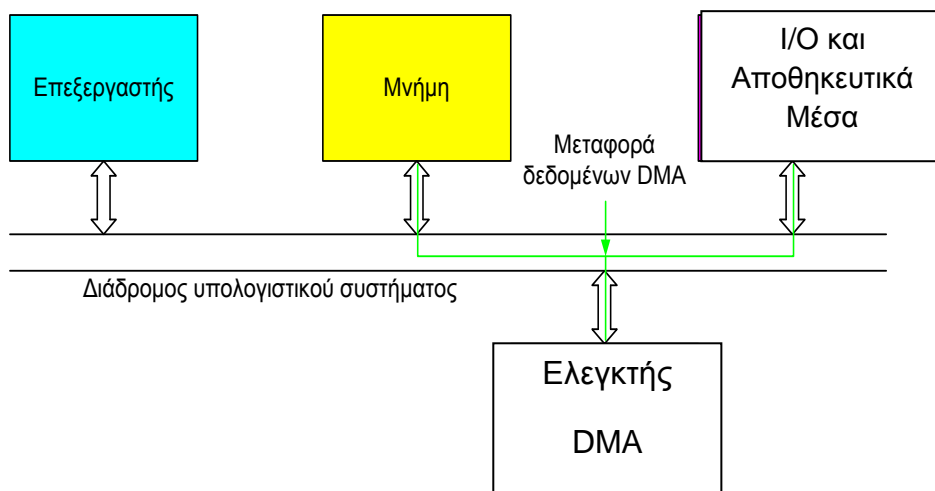 Επεξεργαστής
Μνήμη
I/O και
Αποθηκευτικά
Μέσα
Μεταφορά
δεδομένων DMA
Διάδρομος υπολογιστικού συστήματος
Ελεγκτής
DMA